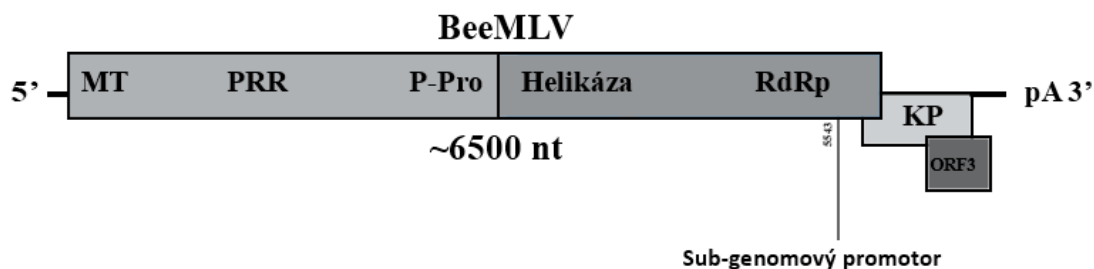 BeeMLV
5’ MT PRR P-Pro Helikáza RdRp pA 3’
KP
~6500 nt
5543
ORF3
Sub-genomový promotor